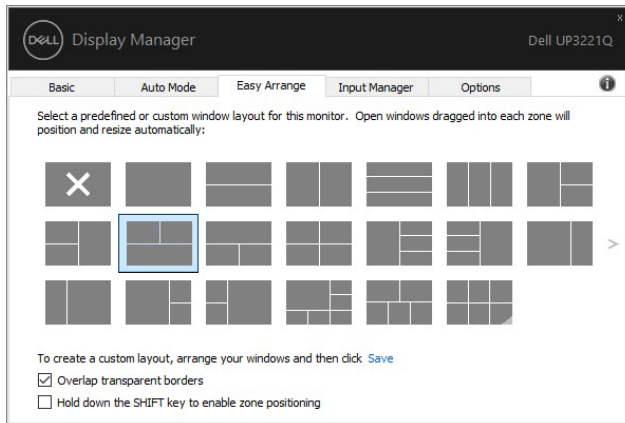 x
DELL Display Manager Dell UP3221Q
Basic Auto Mode Easy Arrange Input Manager Options i
Select a predefined or custom window layout for this monitor. Open windows dragged into each zone will
position and resize automatically:
>
To create a custom layout, arrange your windows and then click Save
Overlap transparent borders
Hold down the SHIFT key to enable zone positioning